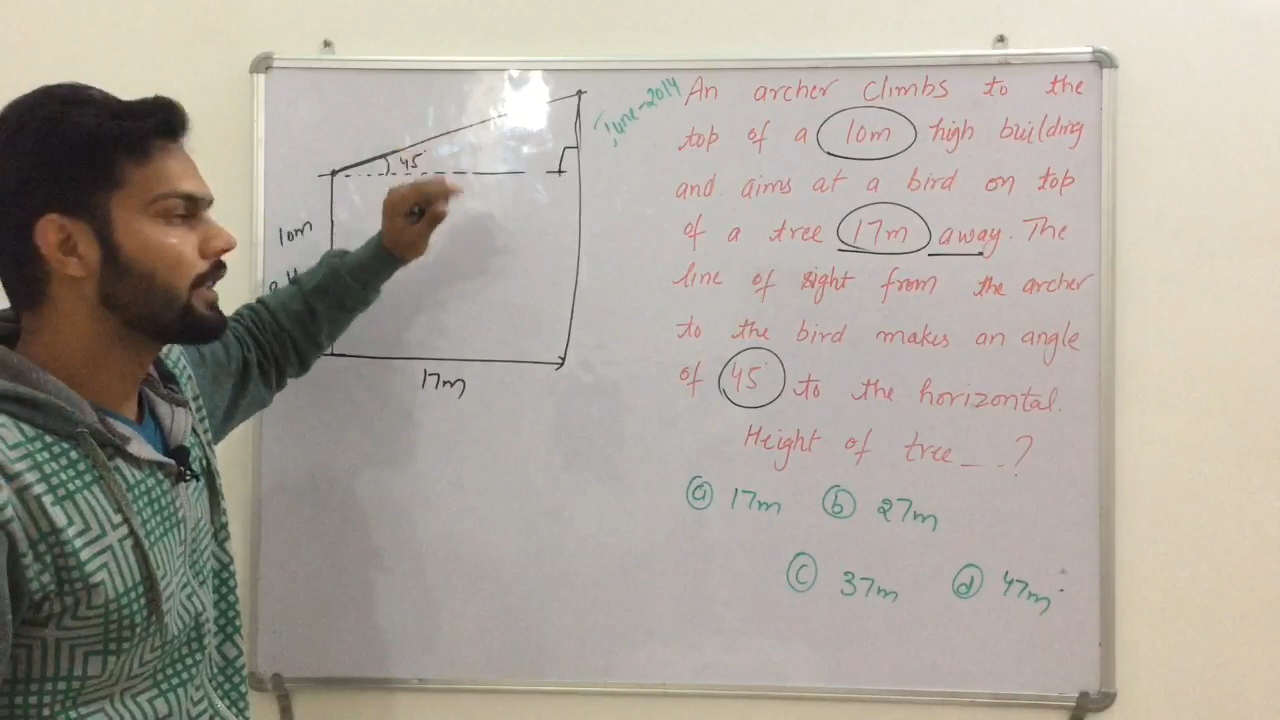 June-2014
An archer climbs to the
top of a 10m high building
and aims at a bird on top
of a tree 17m away. The
line of sight from the archer
to the bird makes an angle
of 45° to the horizontal.
Height of tree --- ?
(a) 17m (b) 27m
(c) 37m (d) 47m
45°
10m
17m